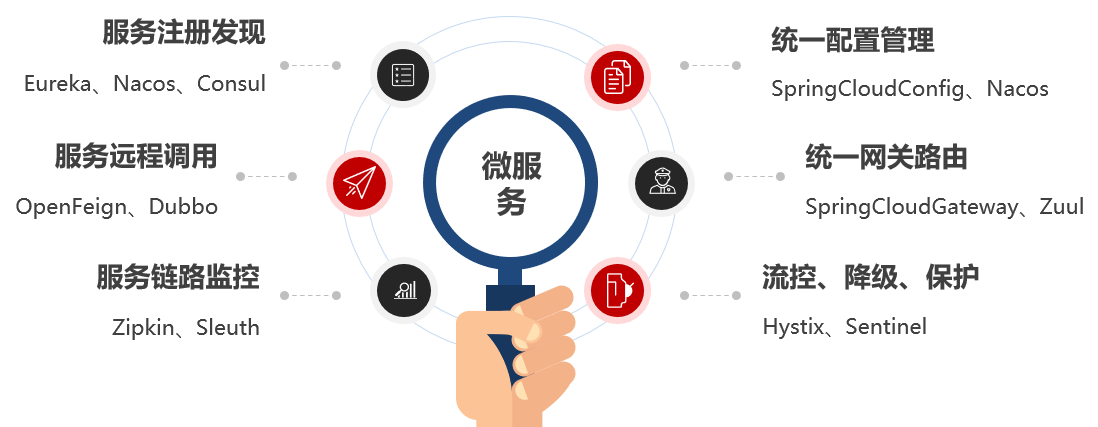 服务注册发现
Eureka、Nacos、Consul
服务远程调用
OpenFeign、Dubbo
服务链路监控
Zipkin、Sleuth
微服
务
统一配置管理
SpringCloudConfig、Nacos
统一网关路由
SpringCloudGateway、Zuul
流控、降级、保护
Hystix、Sentinel